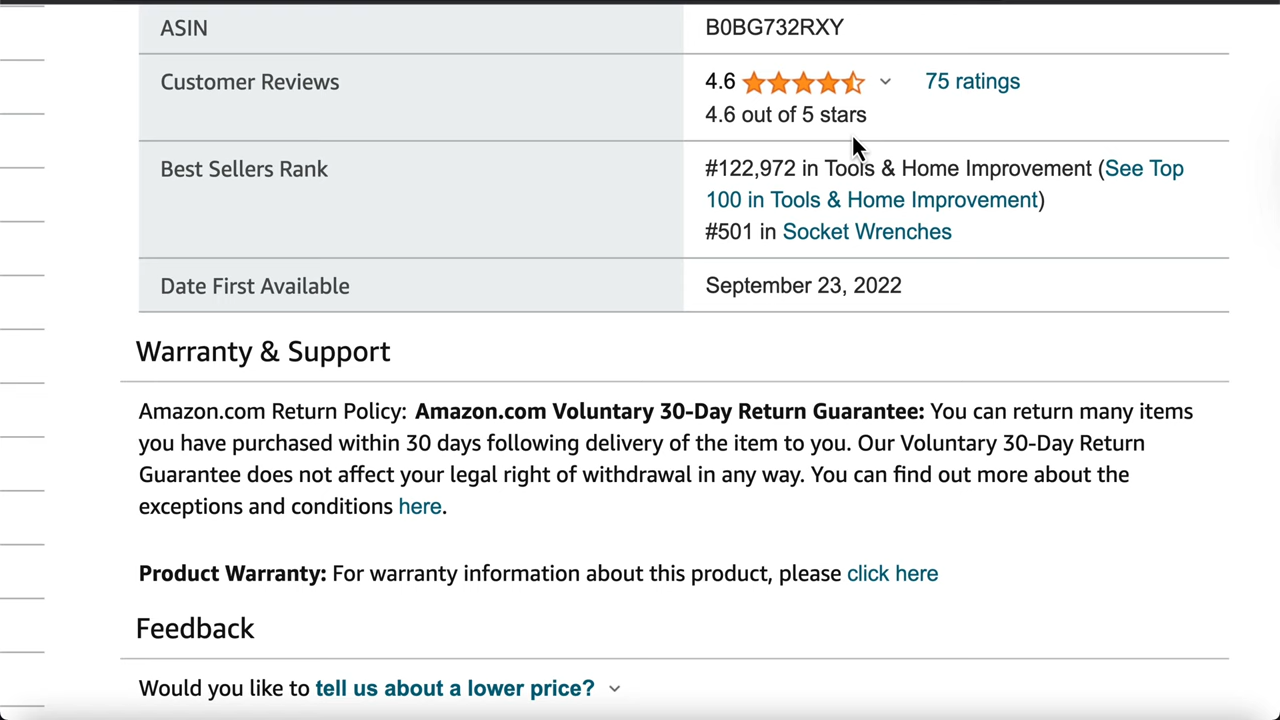 ASIN B0BG732RXY
Customer Reviews 4.6 75 ratings
4.6 out of 5 stars
Best Sellers Rank #122,972 in Tools & Home Improvement (See Top
100 in Tools & Home Improvement)
#501 in Socket Wrenches
Date First Available September 23, 2022
Warranty & Support
Amazon.com Return Policy: Amazon.com Voluntary 30-Day Return Guarantee: You can return many items
you have purchased within 30 days following delivery of the item to you. Our Voluntary 30-Day Return
Guarantee does not affect your legal right of withdrawal in any way. You can find out more about the
exceptions and conditions here.
Product Warranty: For warranty information about this product, please click here
Feedback
Would you like to tell us about a lower price?